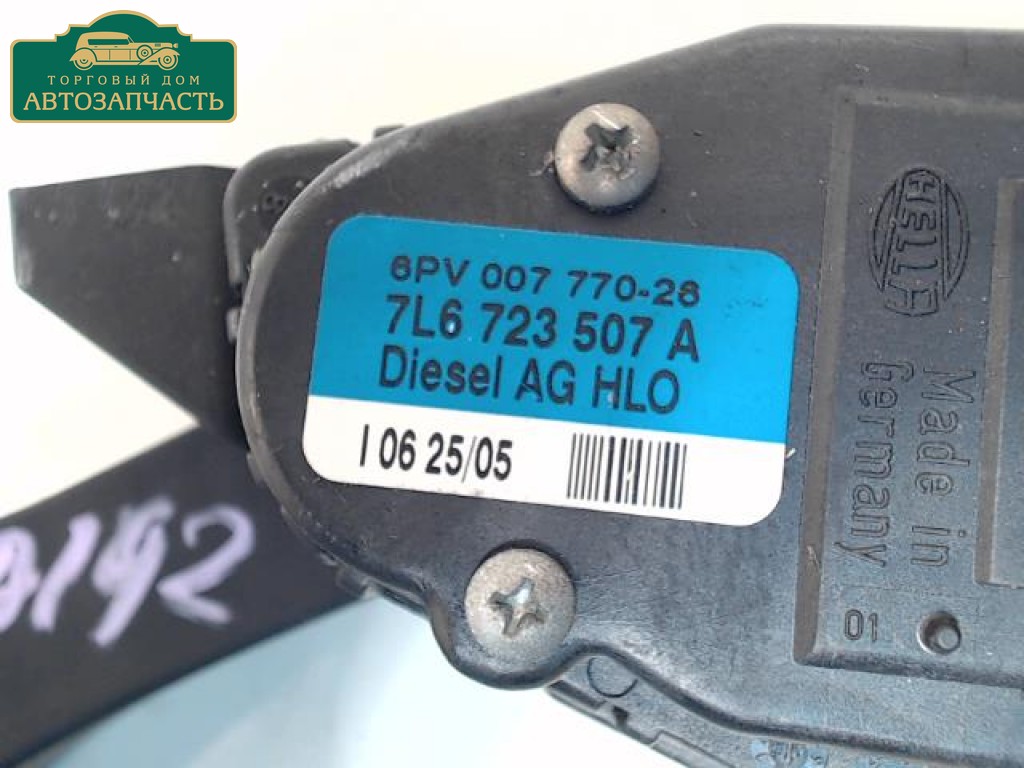 ТОРГОВЫЙ ДОМ
АВТОЗАПЧАСТЬ
6PV 007 770-28
7L6 723 507 A
Diesel AG HLO
I 06 25/05
HELLA
Made in
Germany
01